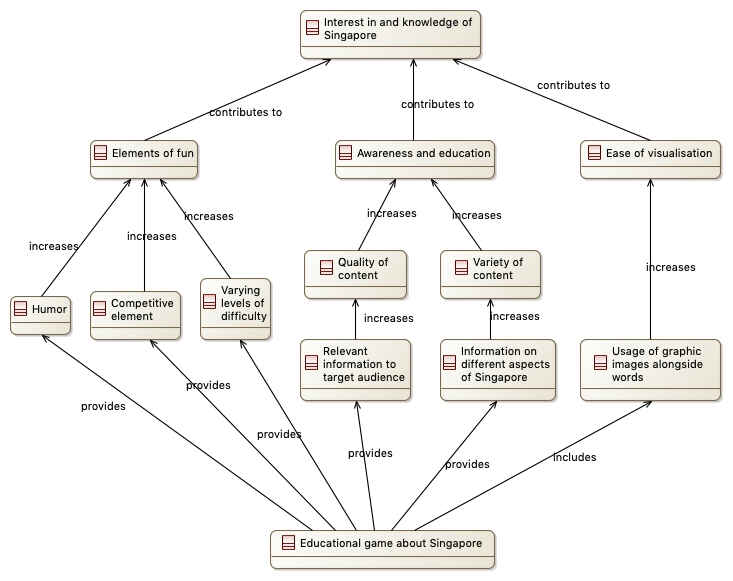 Interest in and knowledge of
Singapore
contributes to
contributes to
contributes to
Elements of fun
Awareness and education
Ease of visualisation
increases
increases
increases
increases
increases
increases
Humor
Competitive
element
Varying
levels of
difficulty
Quality of
content
Variety of
content
increases
increases
Relevant
information to
target audience
Information on
different aspects
of Singapore
Usage of graphic
images alongside
words
provides
provides
provides
provides
provides
Includes
Educational game about Singapore